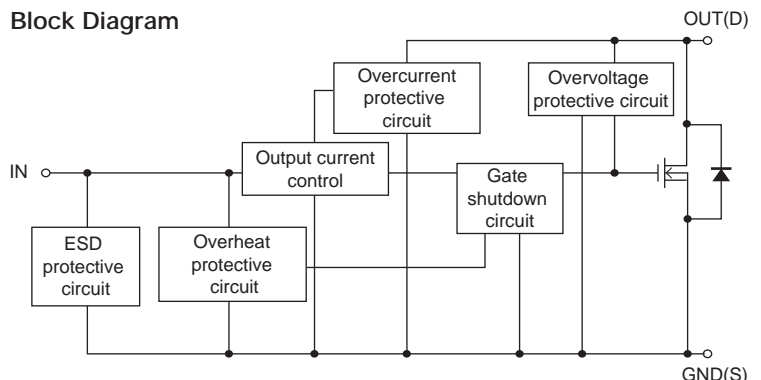 Block Diagram
OUT(D)
Overcurrent
protective
circuit
Overvoltage
protective circuit
IN
Output current
control
Gate
shutdown
circuit
ESD
protective
circuit
Overheat
protective
circuit
GND(S)